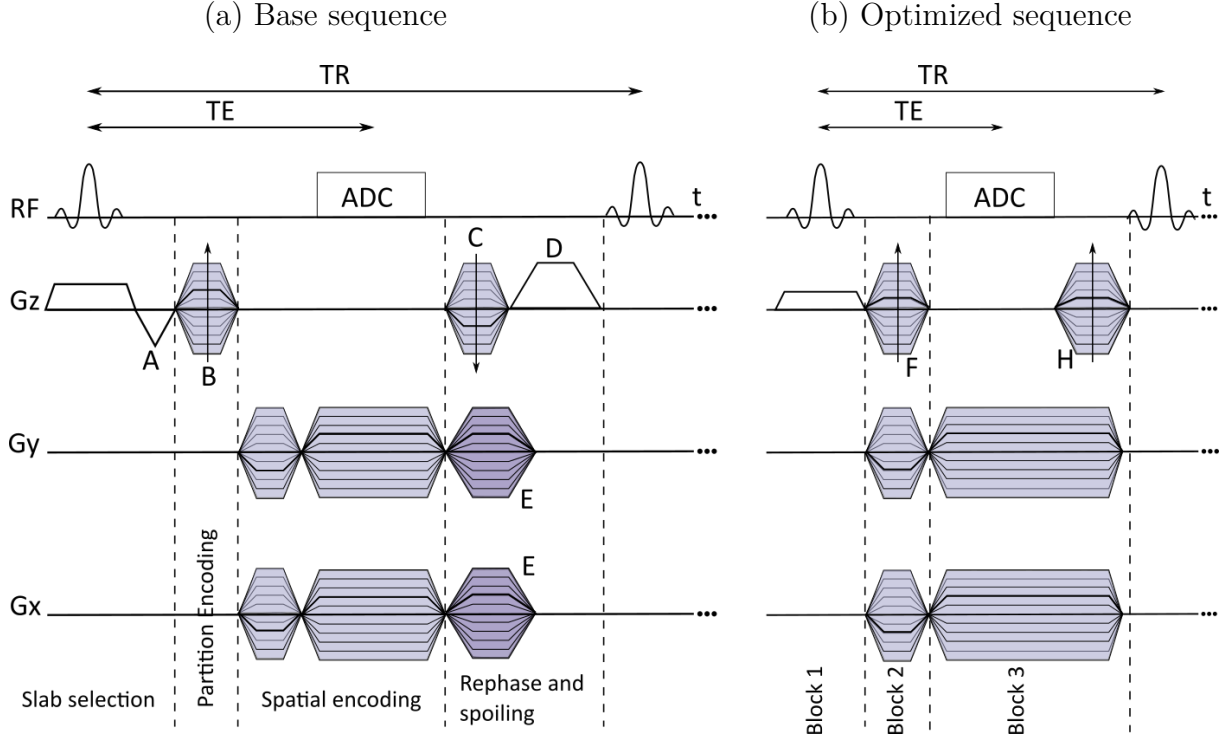 (a) Base sequence
(b) Optimized sequence
TR
TE
TR
TE
RF
ADC
t
ADC
t
Gz
A
B
C
D
F
H
Gy
E
Gx
E
Slab selection
Partition Encoding
Spatial encoding
Rephase and
spoiling
Block 1
Block 2
Block 3